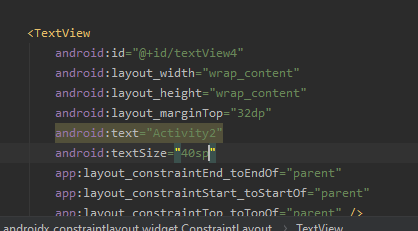 <TextView
android:id="@+id/textView4"
android:layout_width="wrap_content"
android:layout_height="wrap_content"
android:layout_marginTop="32dp"
android:text="Activity2"
android:textSize="40sp"
app:layout_constraintEnd_toEndOf="parent"
app:layout_constraintStart_toStartOf="parent"
app:layout_constraintTop_toTopOf="parent" />
androidx.constraintlayout.widget.ConstraintLayout > TextView